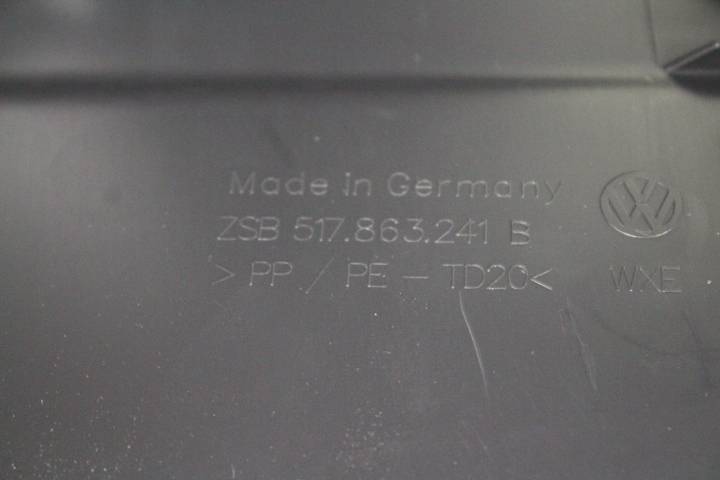 Made in Germany
ZSB 517.863.241 B
> PP / PE - TD20< WXE